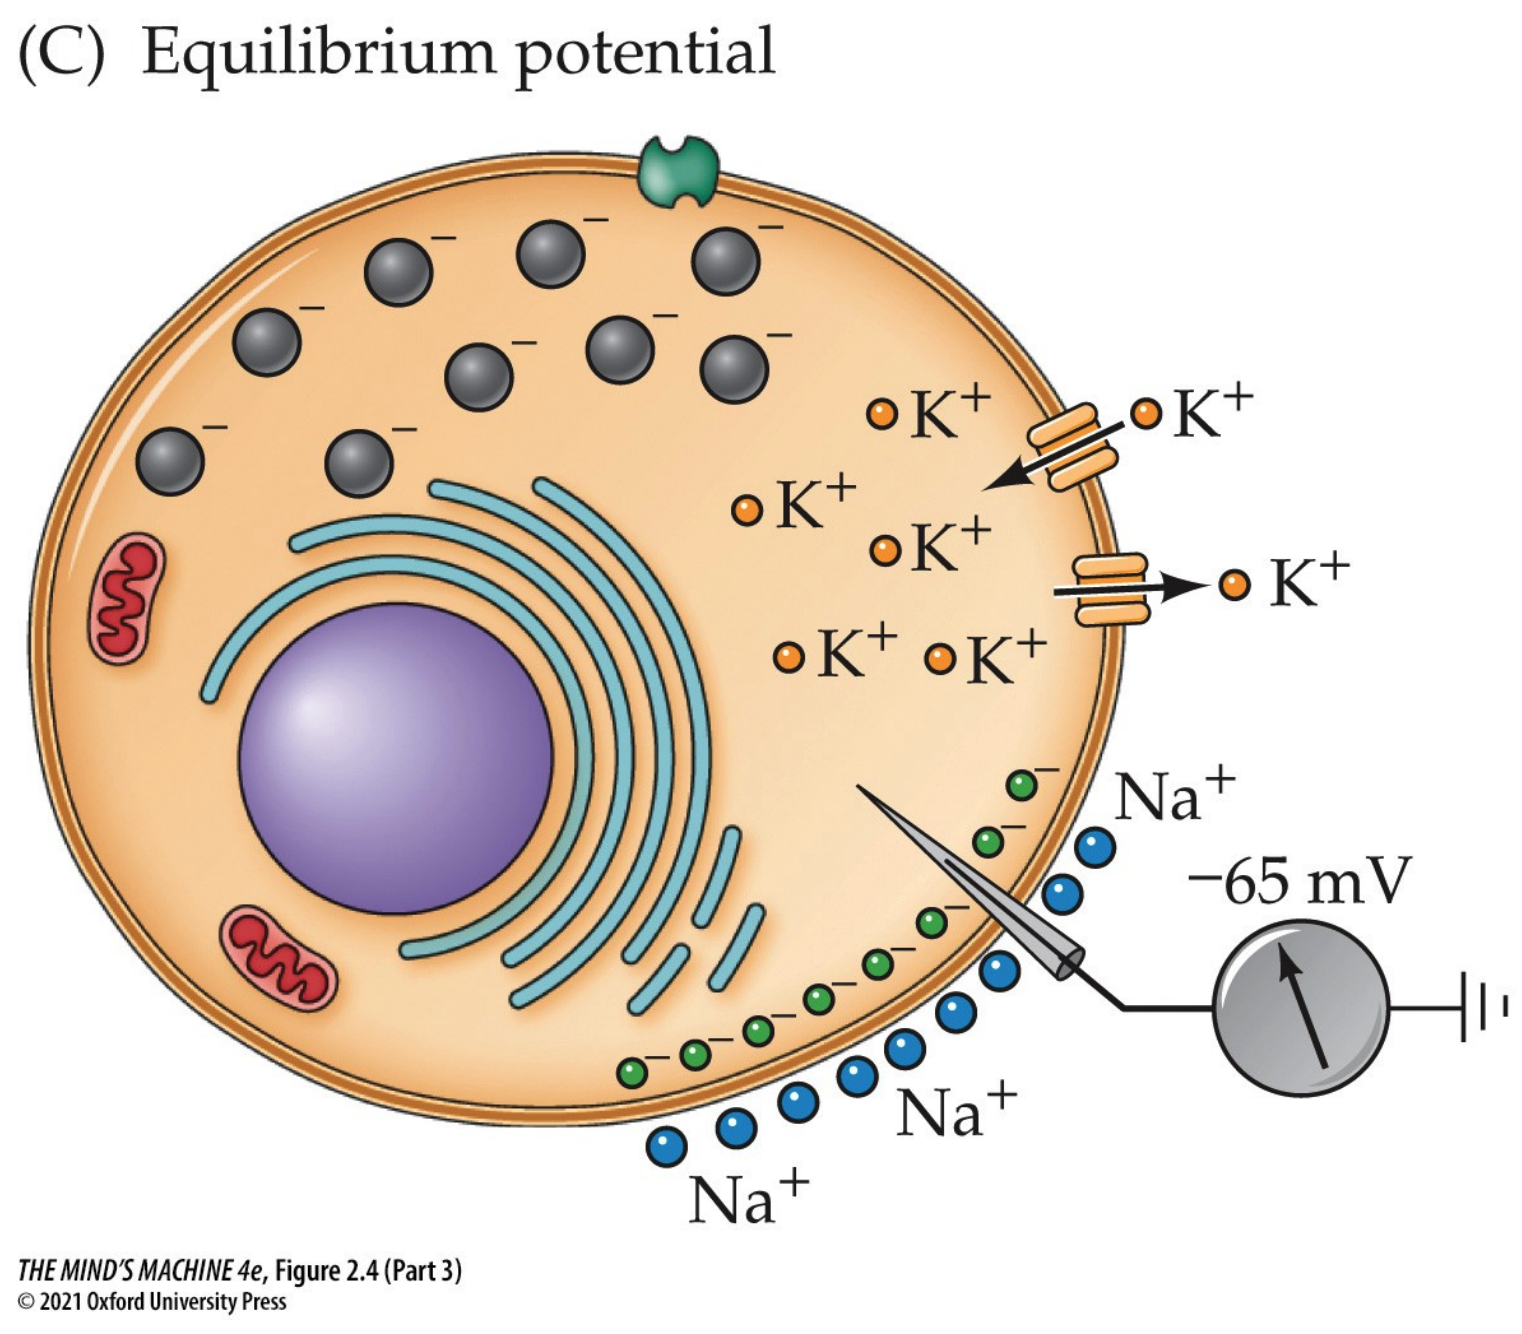 (C) Equilibrium potential
K⁺ K⁺
K⁺
K⁺
K⁺
K⁺ K⁺
Na⁺
−65 mV
Na⁺
Na⁺
THE MIND'S MACHINE 4e, Figure 2.4 (Part 3)
© 2021 Oxford University Press